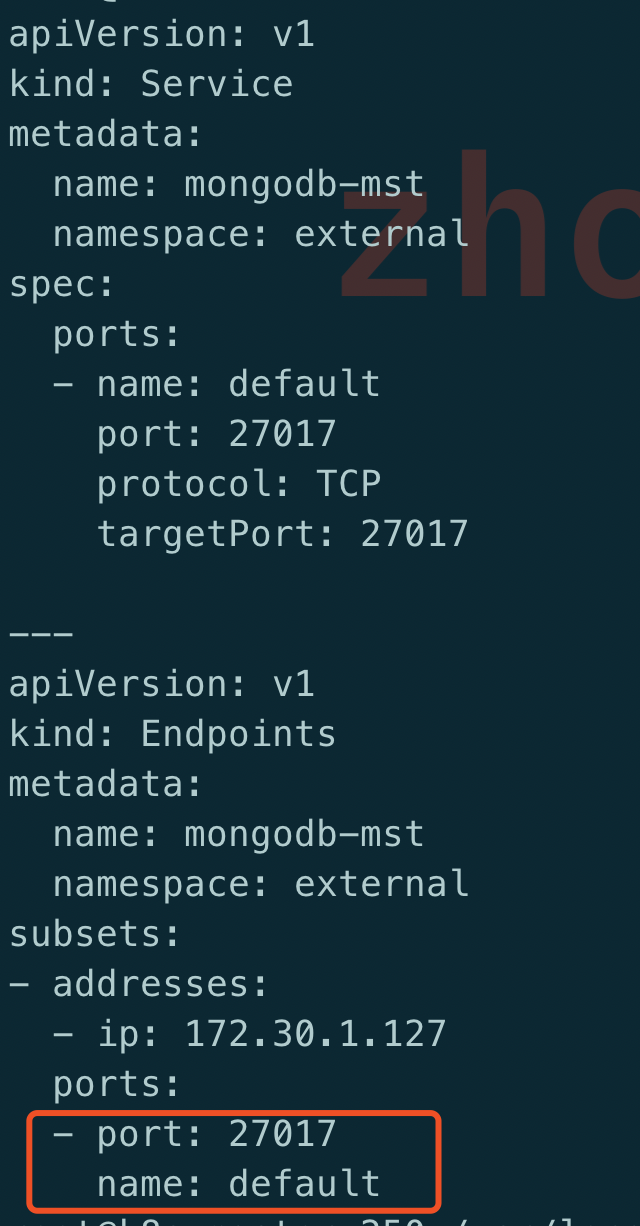 apiVersion: v1
kind: Service
metadata:
  name: mongodb-mst
  namespace: external
spec:
  ports:
  - name: default
    port: 27017
    protocol: TCP
    targetPort: 27017

---
apiVersion: v1
kind: Endpoints
metadata:
  name: mongodb-mst
  namespace: external
subsets:
- addresses:
  - ip: 172.30.1.127
  ports:
  - port: 27017
    name: default
zho